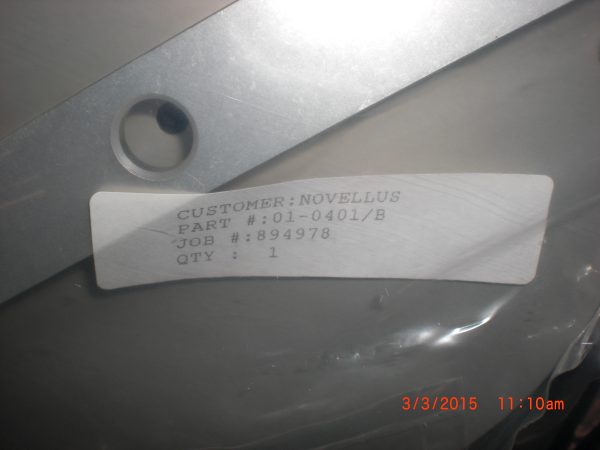 CUSTOMER:NOVELLUS
PART #:01-0401/B
JOB #:894978
QTY : 1
3/3/2015 11:10am